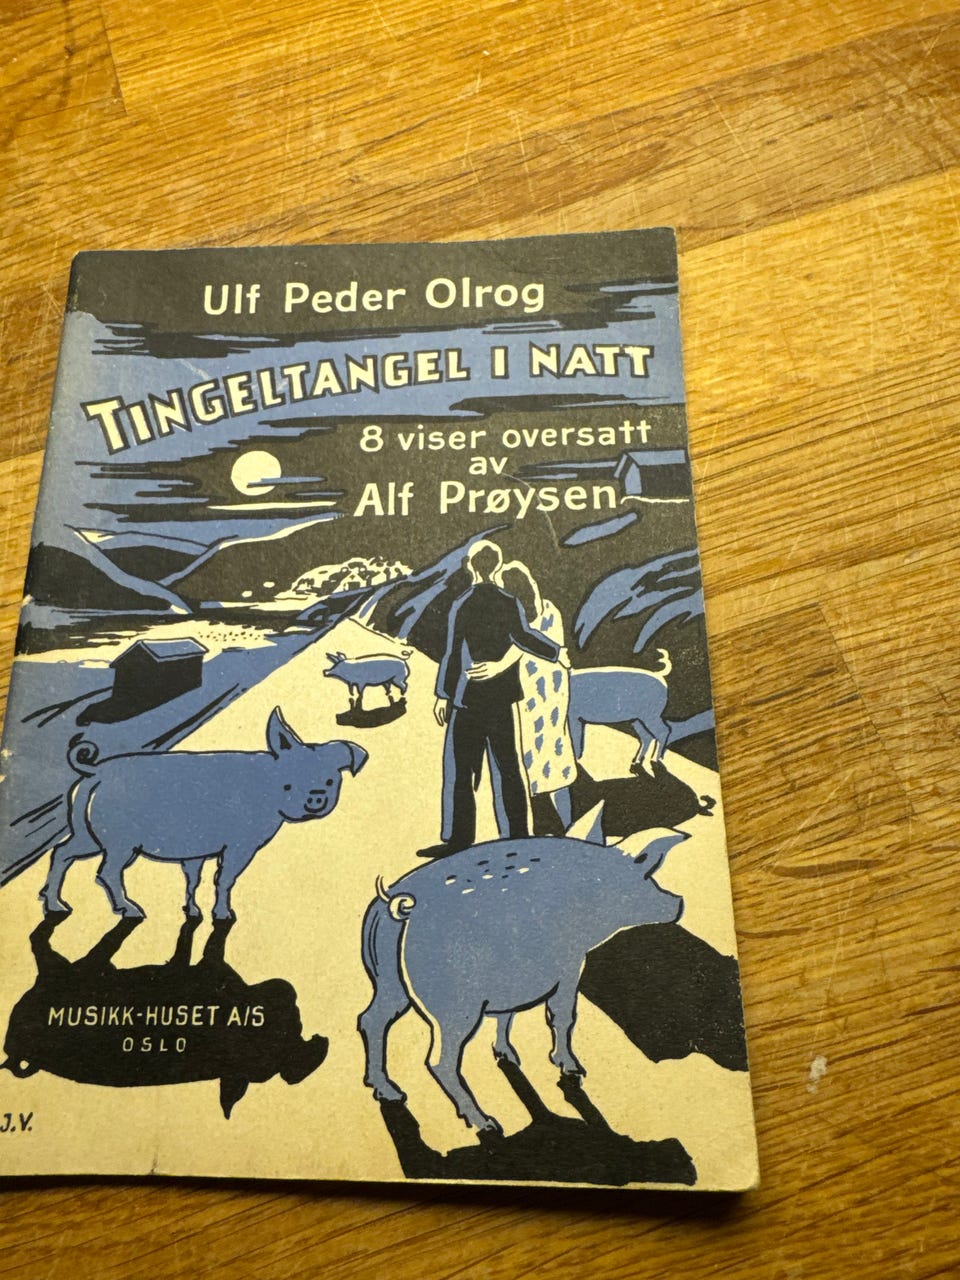 Ulf Peder Olrog
TINGELTANGEL I NATT
8 viser oversatt
av
Alf Prøysen
MUSIKK-HUSET A/S
OSLO
J.V.